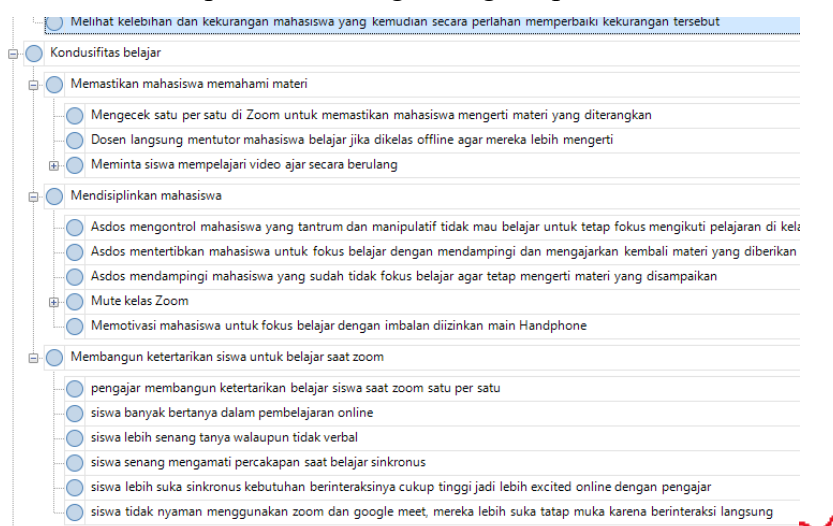 Melihat kelebihan dan kekurangan mahasiswa yang kemudian secara perlahan memperbaiki kekurangan tersebut
Kondusifitas belajar
Memastikan mahasiswa memahami materi
Mengecek satu per satu di Zoom untuk memastikan mahasiswa mengerti materi yang diterangkan
Dosen langsung mentutor mahasiswa belajar jika dikelas offline agar mereka lebih mengerti
Meminta siswa mempelajari video ajar secara berulang
Mendisiplinkan mahasiswa
Asdos mengontrol mahasiswa yang tantrum dan manipulatif tidak mau belajar untuk tetap fokus mengikuti pelajaran di kela
Asdos mentertibkan mahasiswa untuk fokus belajar dengan mendampingi dan mengajarkan kembali materi yang diberikan
Asdos mendampingi mahasiswa yang sudah tidak fokus belajar agar tetap mengerti materi yang disampaikan
Mute kelas Zoom
Memotivasi mahasiswa untuk fokus belajar dengan imbalan diizinkan main Handphone
Membangun ketertarikan siswa untuk belajar saat zoom
pengajar membangun ketertarikan belajar siswa saat zoom satu per satu
siswa banyak bertanya dalam pembelajaran online
siswa lebih senang tanya walaupun tidak verbal
siswa senang mengamati percakapan saat belajar sinkronus
siswa lebih suka sinkronus kebutuhan berinteraksinya cukup tinggi jadi lebih excited online dengan pengajar
siswa tidak nyaman menggunakan zoom dan google meet, mereka lebih suka tatap muka karena berinteraksi langsung